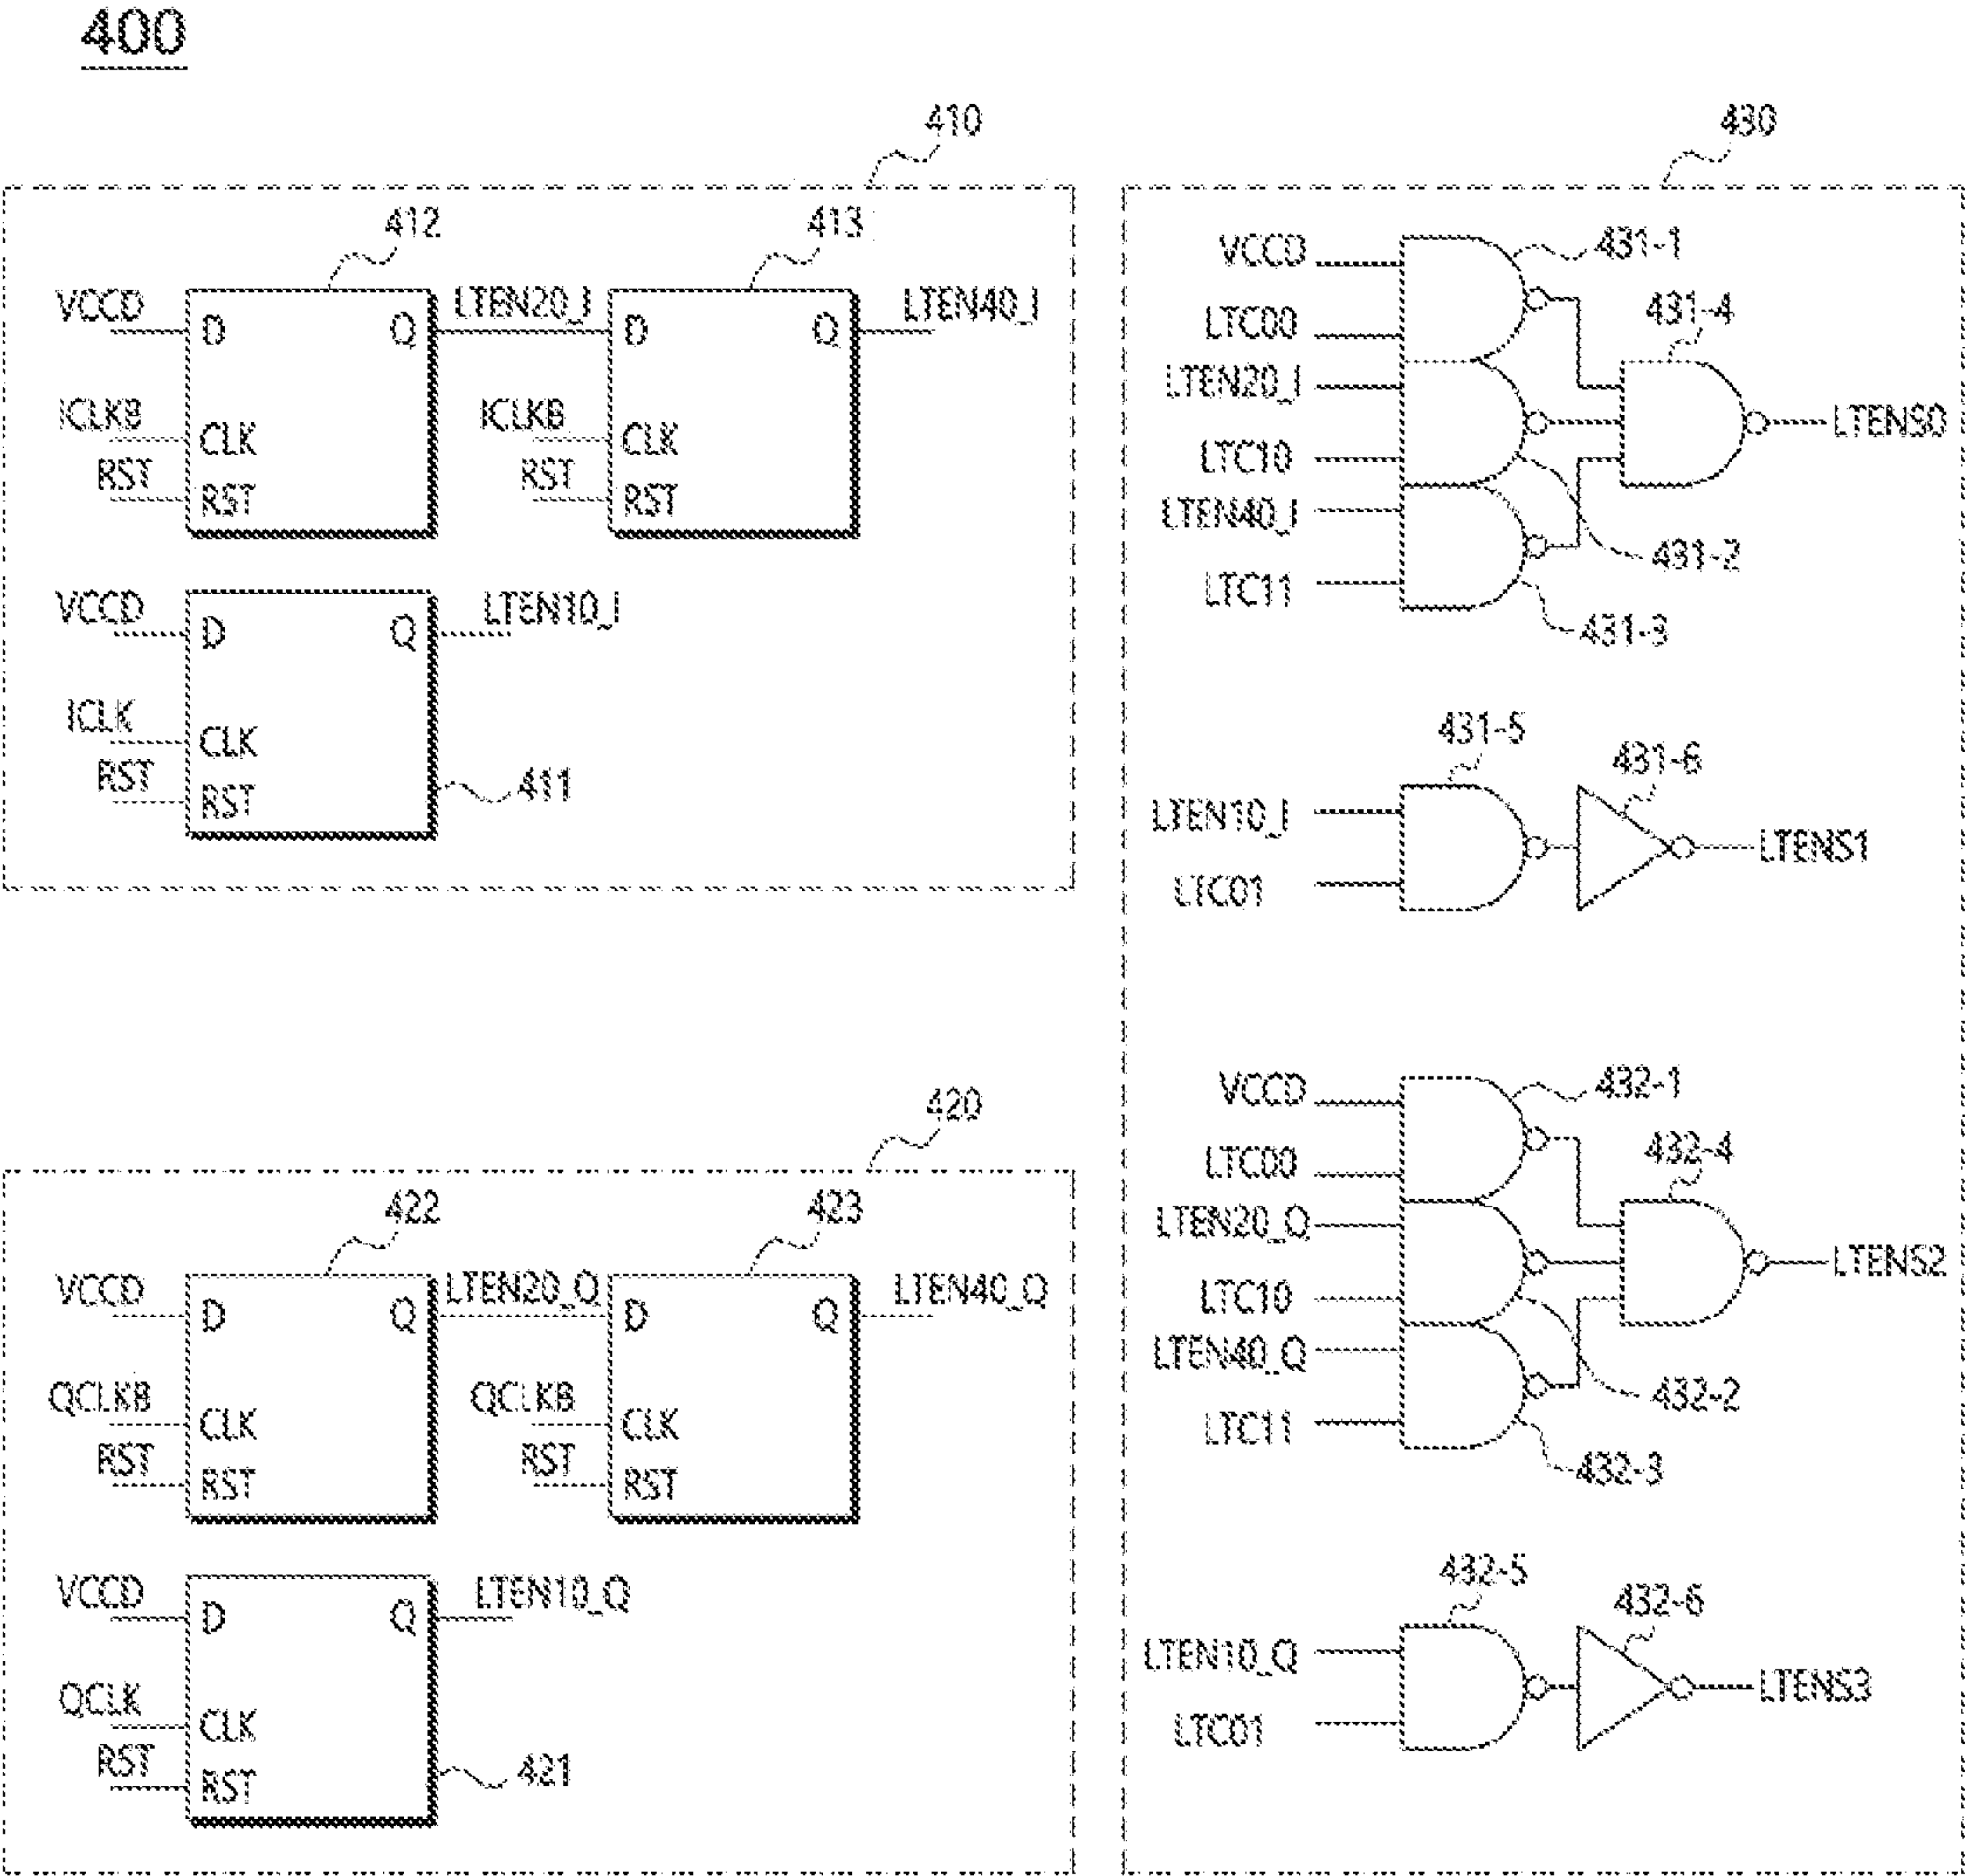 400
410
412
413
VCCD
D
Q
LTEN20_I
D
Q
LTEN40_I
ICLKB
CLK
ICLKB
CLK
RST
RST
RST
RST
VCCD
D
Q
LTEN10_I
ICLK
CLK
RST
RST
411
420
422
423
VCCD
D
Q
LTEN20_Q
D
Q
LTEN40_Q
QCLKB
CLK
QCLKB
CLK
RST
RST
RST
RST
VCCD
D
Q
LTEN10_Q
QCLK
CLK
RST
RST
421
430
VCCD
431-1
LTC00
431-4
LTEN20_I
LTENS0
LTC10
LTEN40_I
431-2
LTC11
431-3
431-5
431-6
LTEN10_I
LTENS1
LTC01
VCCD
432-1
LTC00
432-4
LTEN20_Q
LTENS2
LTC10
LTEN40_Q
432-2
LTC11
432-3
432-5
432-6
LTEN10_Q
LTENS3
LTC01